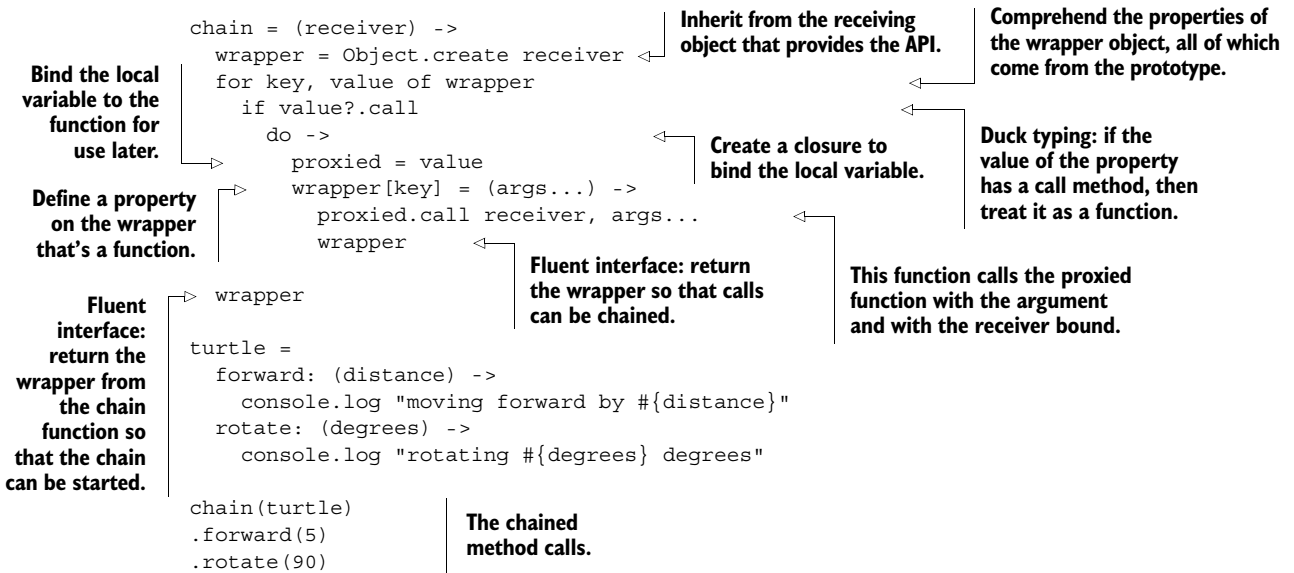 chain = (receiver) ->
  wrapper = Object.create receiver
  for key, value of wrapper
    if value?.call
      do ->
        proxied = value
        wrapper[key] = (args...) ->
          proxied.call receiver, args...
          wrapper
  wrapper
turtle =
  forward: (distance) ->
    console.log "moving forward by #{distance}"
  rotate: (degrees) ->
    console.log "rotating #{degrees} degrees"
chain(turtle)
.forward(5)
.rotate(90)
Inherit from the receiving
object that provides the API.
Comprehend the properties of
the wrapper object, all of which
come from the prototype.
Bind the local
variable to the
function for
use later.
Create a closure to
bind the local variable.
Duck typing: if the
value of the property
has a call method, then
treat it as a function.
Define a property
on the wrapper
that's a function.
Fluent interface: return
the wrapper so that calls
can be chained.
This function calls the proxied
function with the argument
and with the receiver bound.
Fluent
interface:
return the
wrapper from
the chain
function so
that the chain
can be started.
The chained
method calls.